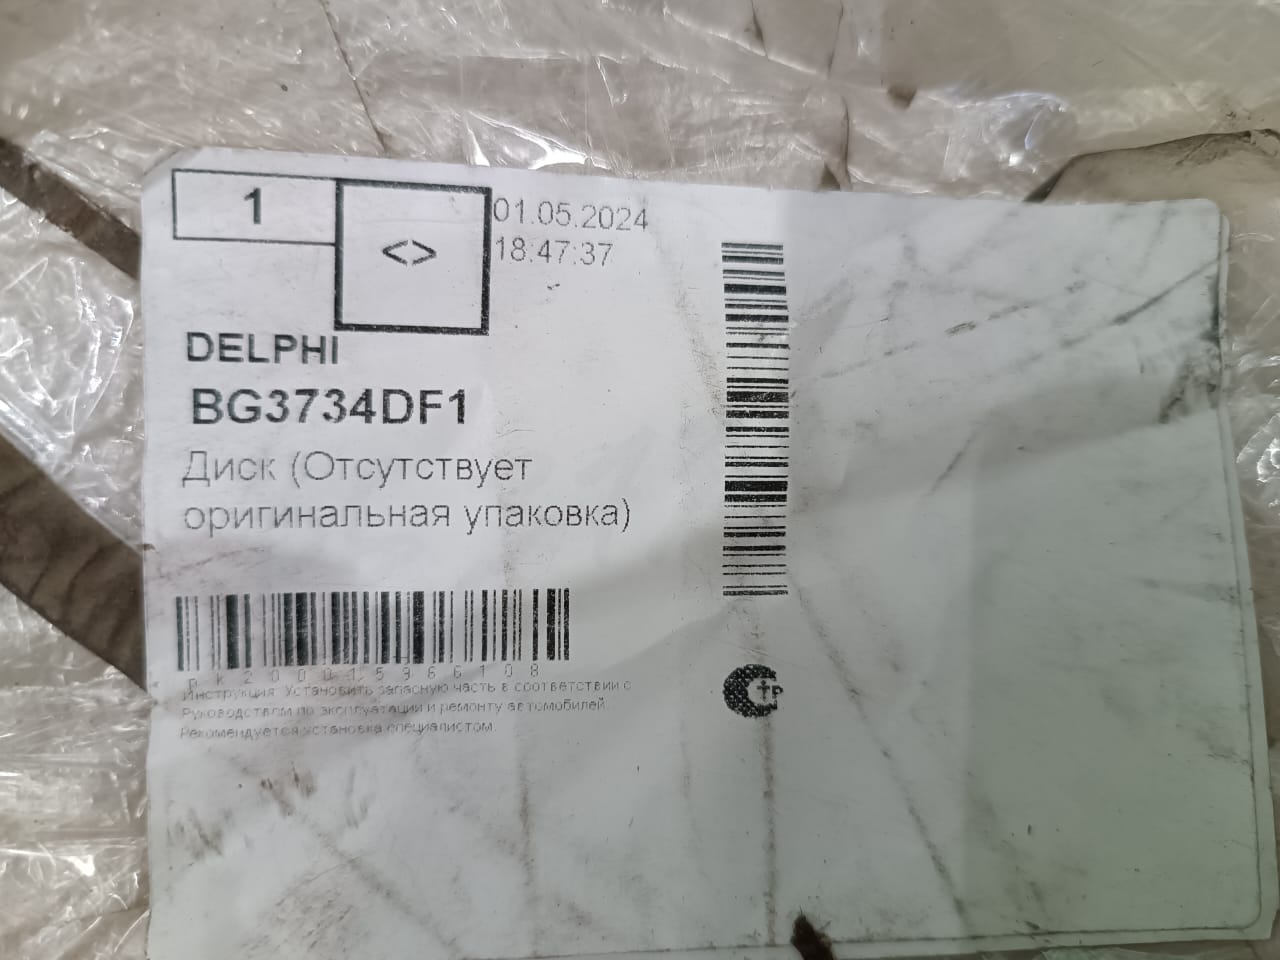 1
<>
01.05.2024
18:47:37
DELPHI
BG3734DF1
Диск (Отсутствует
оригинальная упаковка)
pk200015966108
Инструкция: Установить запасную часть в соответствии с
Руководством по эксплуатации и ремонту автомобилей.
Рекомендуется установка специалистом.